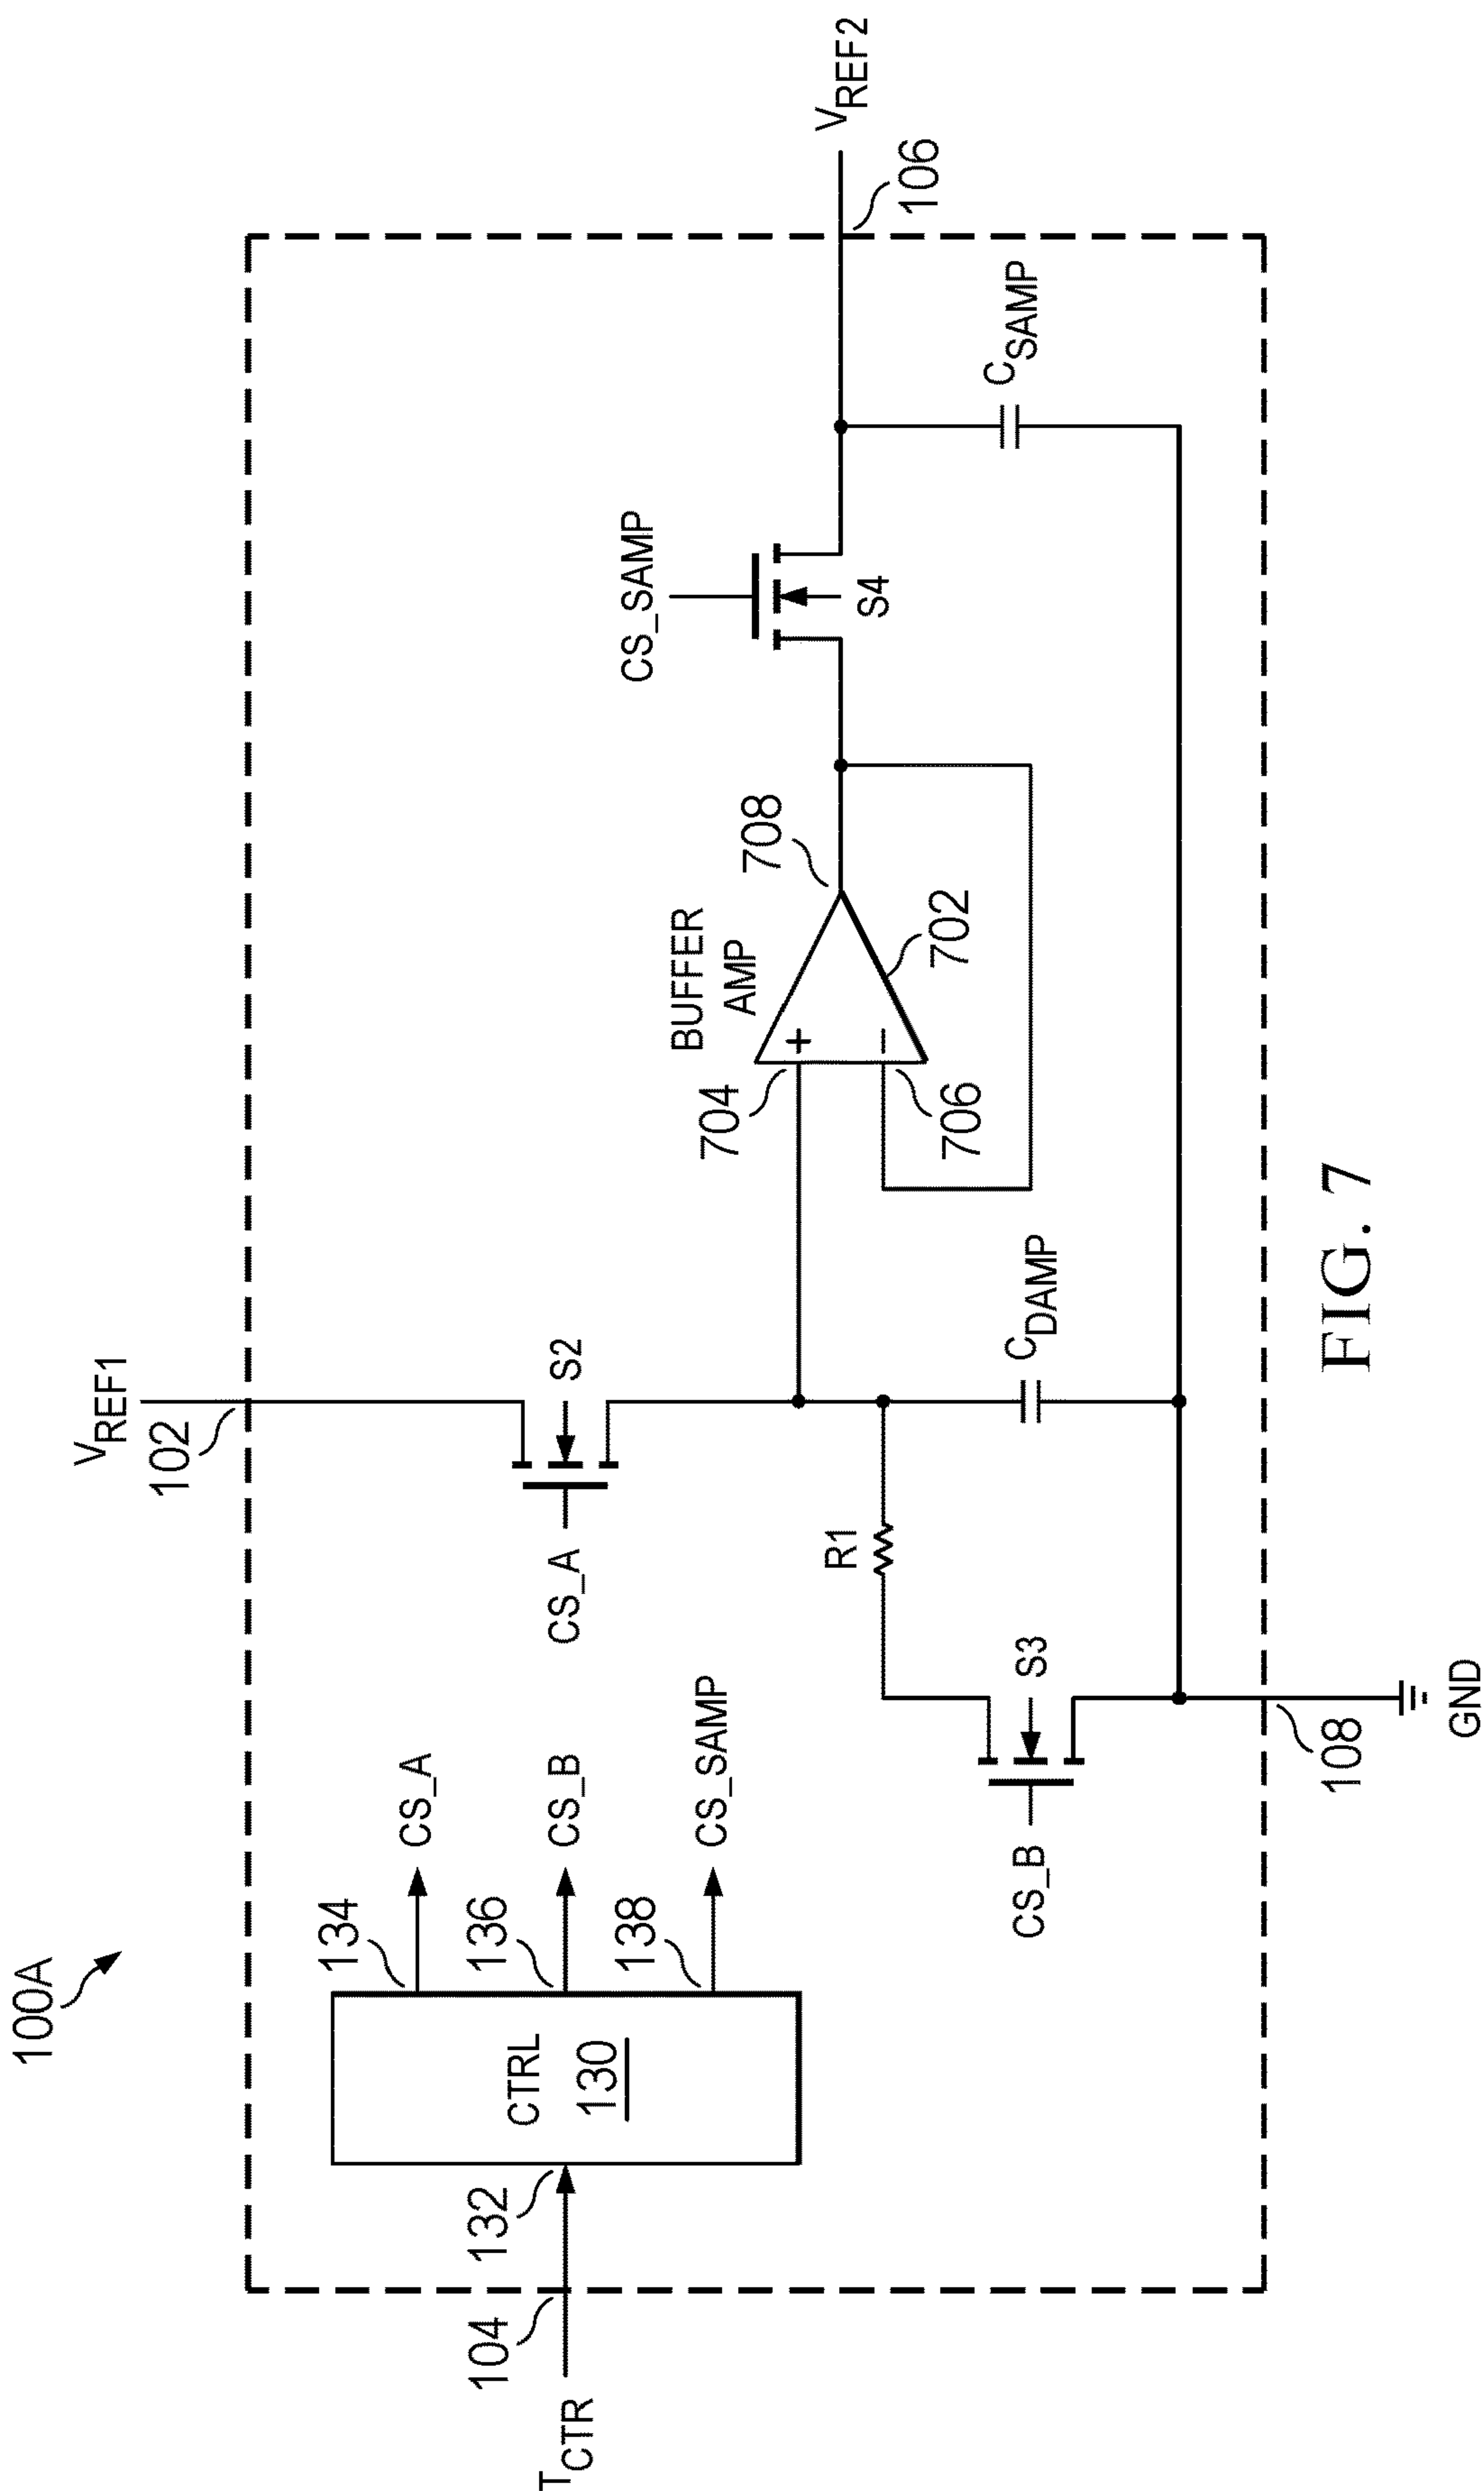 100A
V_REF1
102
T_CTR
104
132
CTRL
130
134
CS_A
136
CS_B
138
CS_SAMP
CS_A
S2
CS_B
S3
R1
C_DAMP
BUFFER
AMP
704
+
706
−
702
708
CS_SAMP
S4
C_SAMP
106
V_REF2
108
GND
FIG. 7